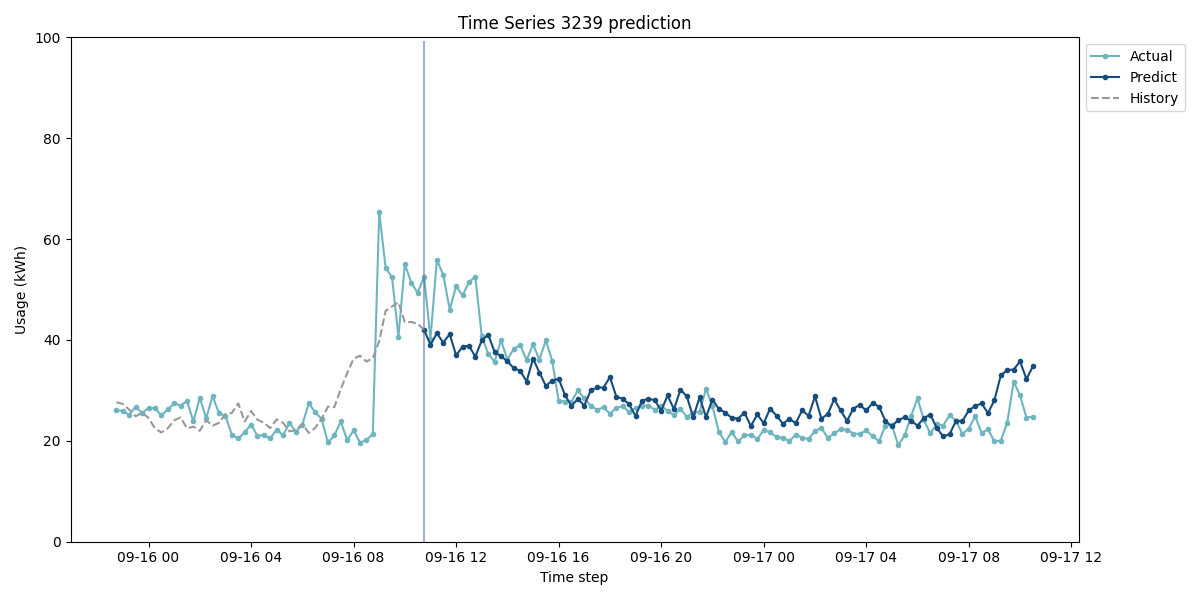 Time Series 3239 prediction
100
80
60
40
20
0
Usage (kWh)
09-16 00
09-16 04
09-16 08
09-16 12
09-16 16
09-16 20
09-17 00
09-17 04
09-17 08
09-17 12
Time step
Actual
Predict
History